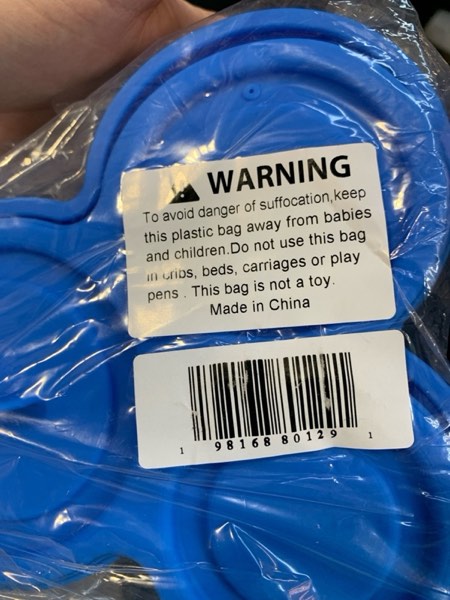 WARNING
To avoid danger of suffocation,keep
this plastic bag away from babies
and children.Do not use this bag
in cribs, beds, carriages or play
pens . This bag is not a toy.
Made in China
1 98168 80129 1